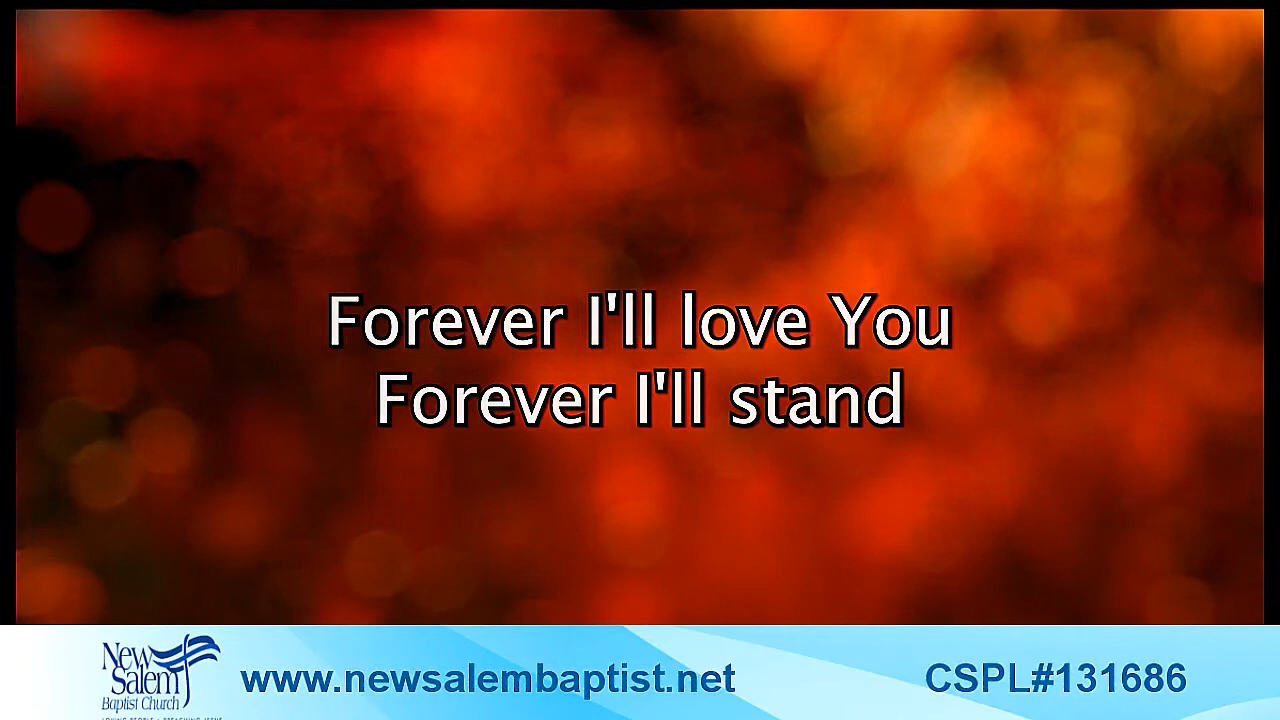 Forever I'll love You
Forever I'll stand
New
Salem
Baptist Church
www.newsalembaptist.net
CSPL#131686